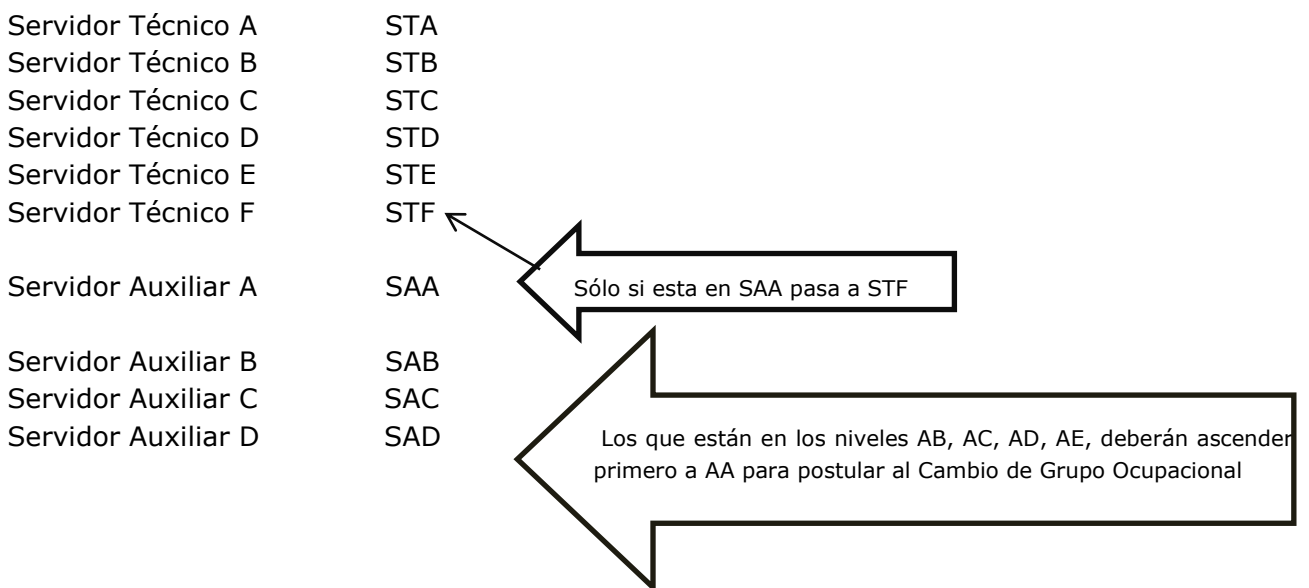 Servidor Técnico A STA
Servidor Técnico B STB
Servidor Técnico C STC
Servidor Técnico D STD
Servidor Técnico E STE
Servidor Técnico F STF
Servidor Auxiliar A SAA
Sólo si esta en SAA pasa a STF
Servidor Auxiliar B SAB
Servidor Auxiliar C SAC
Servidor Auxiliar D SAD
Los que están en los niveles AB, AC, AD, AE, deberán ascender
primero a AA para postular al Cambio de Grupo Ocupacional